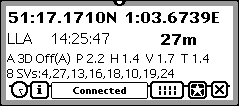 51:17.1710N 1:03.6739E
LLA 14:25:47 27m
A 3D Off(A) P 2.2 H 1.4 V 1.7 T 1.4
8 SVs:4,27,13,16,18,10,19,24
Connected